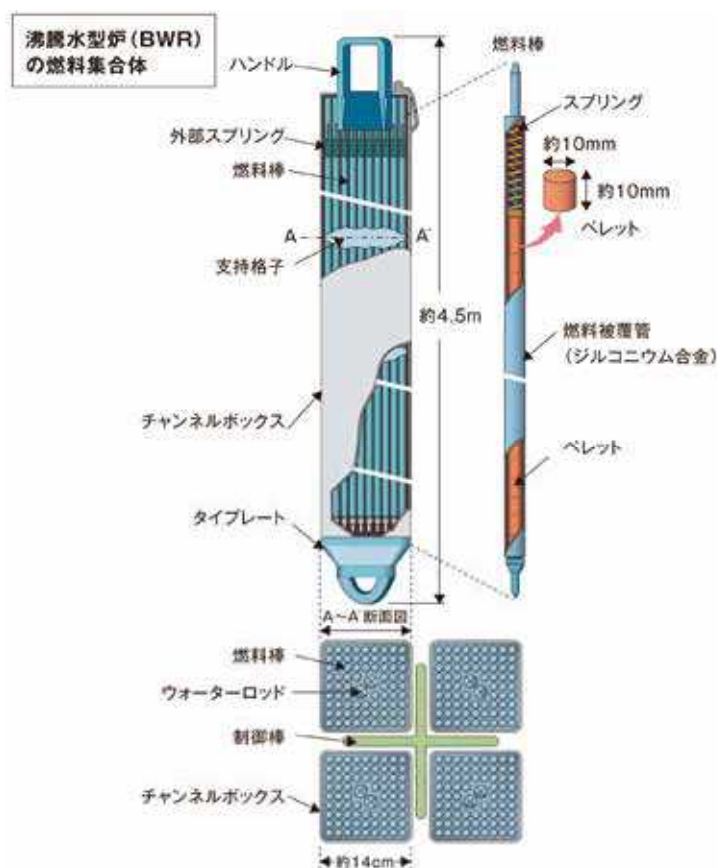 沸騰水型炉(BWR)
の燃料集合体
ハンドル
外部スプリング
燃料棒
A
A'
支持格子
約4.5m
チャンネルボックス
タイプレート
燃料棒
スプリング
約10mm
約10mm
ペレット
燃料被覆管
(ジルコニウム合金)
ペレット
A〜A 断面図
燃料棒
ウォーターロッド
制御棒
チャンネルボックス
約14cm